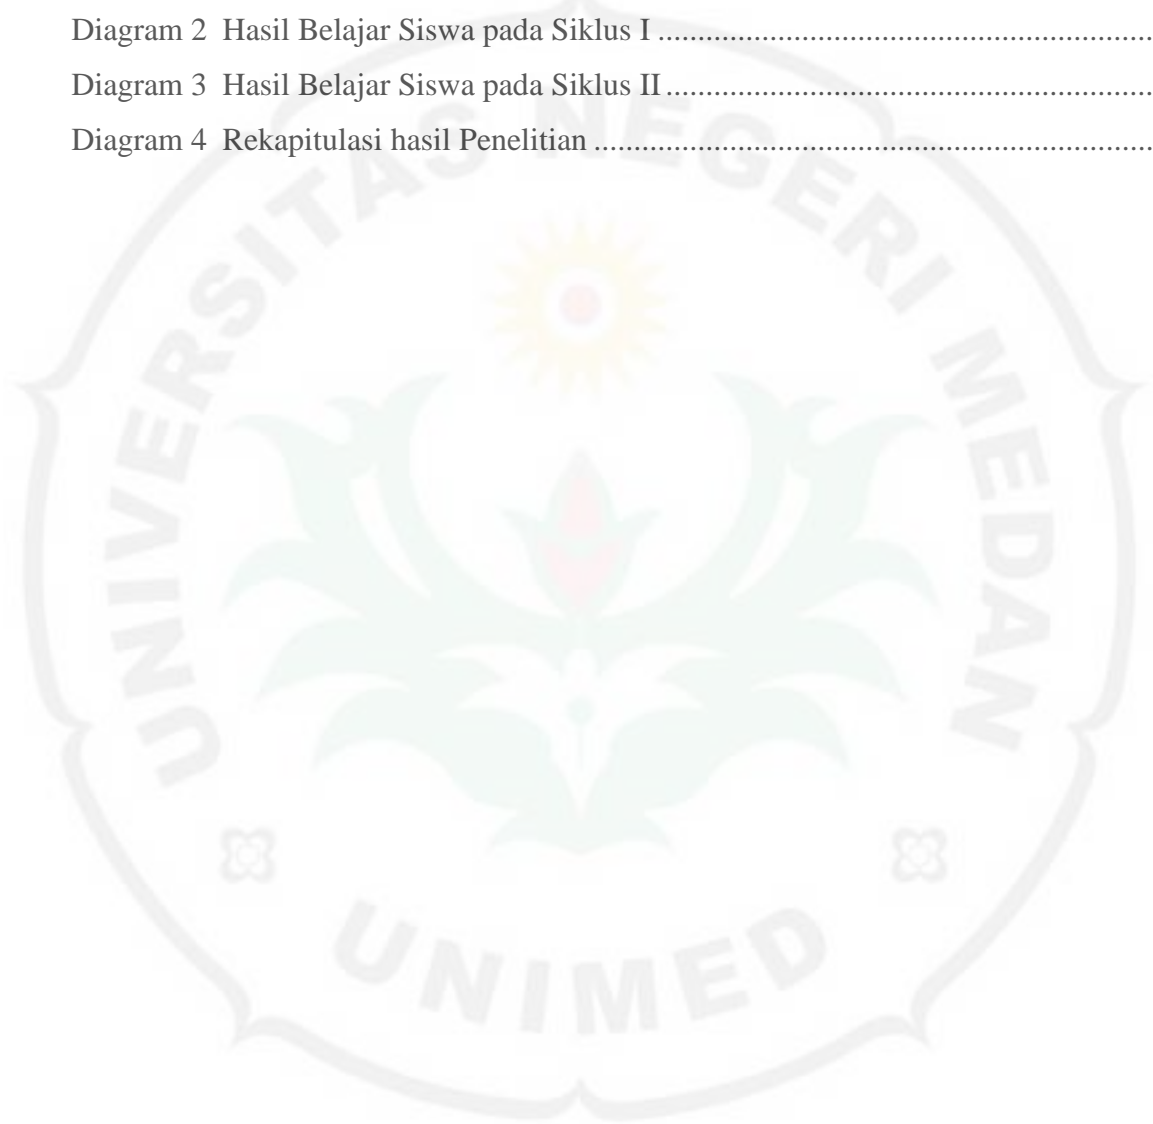 Diagram 2 Hasil Belajar Siswa pada Siklus I ..............................................................
Diagram 3 Hasil Belajar Siswa pada Siklus II .............................................................
Diagram 4 Rekapitulasi hasil Penelitian ......................................................................
UNIVERSITAS NEGERI MEDAN
UNIMED